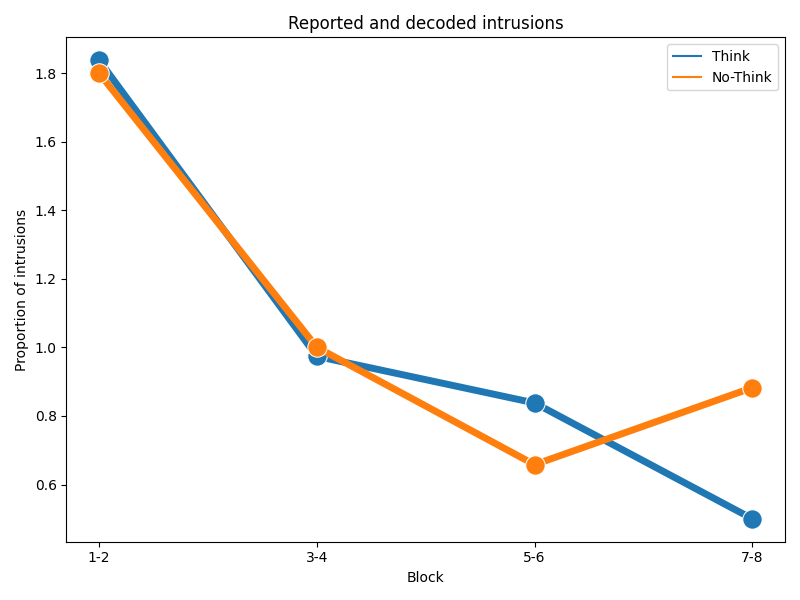 Reported and decoded intrusions
Think
No-Think
Proportion of intrusions
1.8
1.6
1.4
1.2
1.0
0.8
0.6
1-2
3-4
5-6
7-8
Block